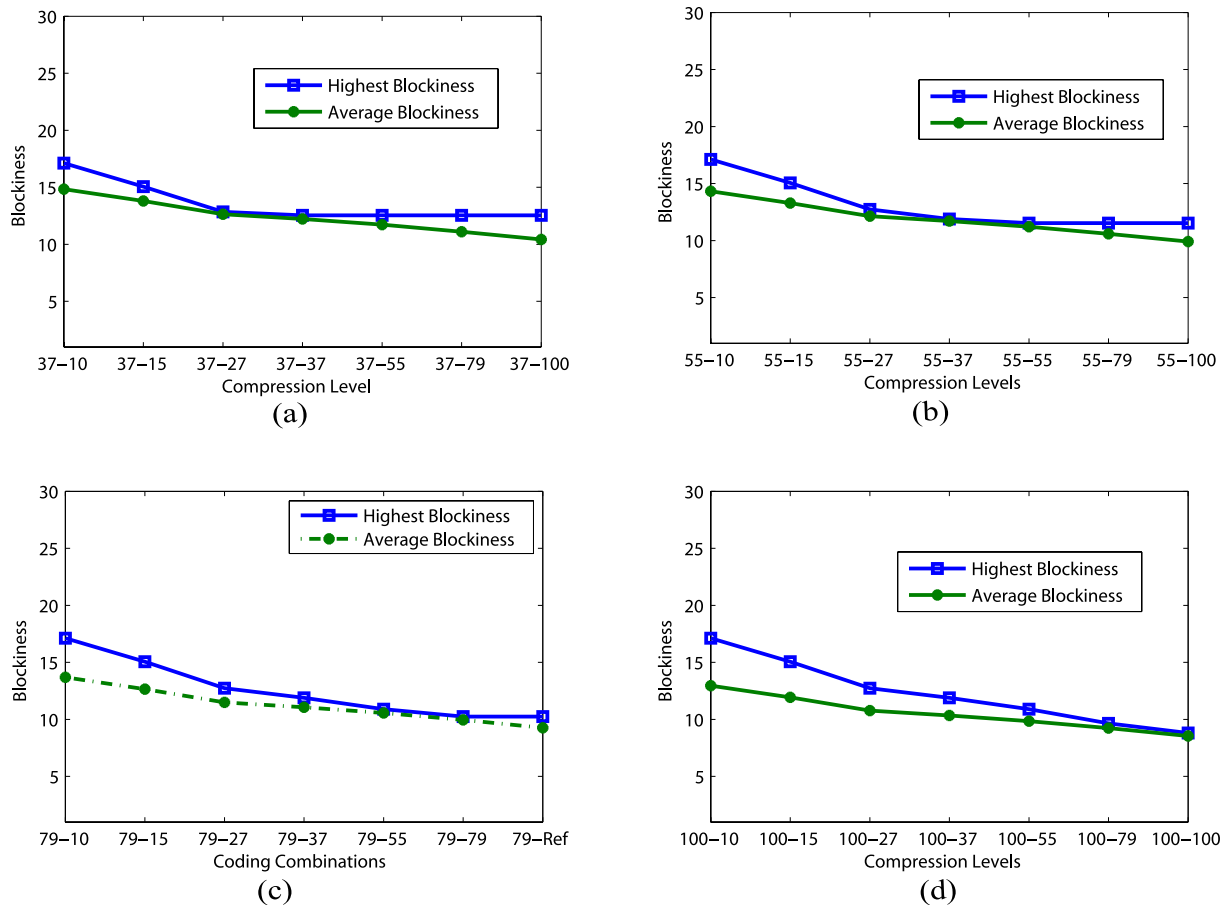 30
25
20
15
10
5
Blockiness
Highest Blockiness
Average Blockiness
37−10 37−15 37−27 37−37 37−55 37−79 37−100
Compression Level
(a)
30
25
20
15
10
5
Blockiness
Highest Blockiness
Average Blockiness
55−10 55−15 55−27 55−37 55−55 55−79 55−100
Compression Levels
(b)
30
25
20
15
10
5
Blockiness
Highest Blockiness
Average Blockiness
79−10 79−15 79−27 79−37 79−55 79−79 79−Ref
Coding Combinations
(c)
30
25
20
15
10
5
Blockiness
Highest Blockiness
Average Blockiness
100−10 100−15 100−27 100−37 100−55 100−79 100−100
Compression Levels
(d)